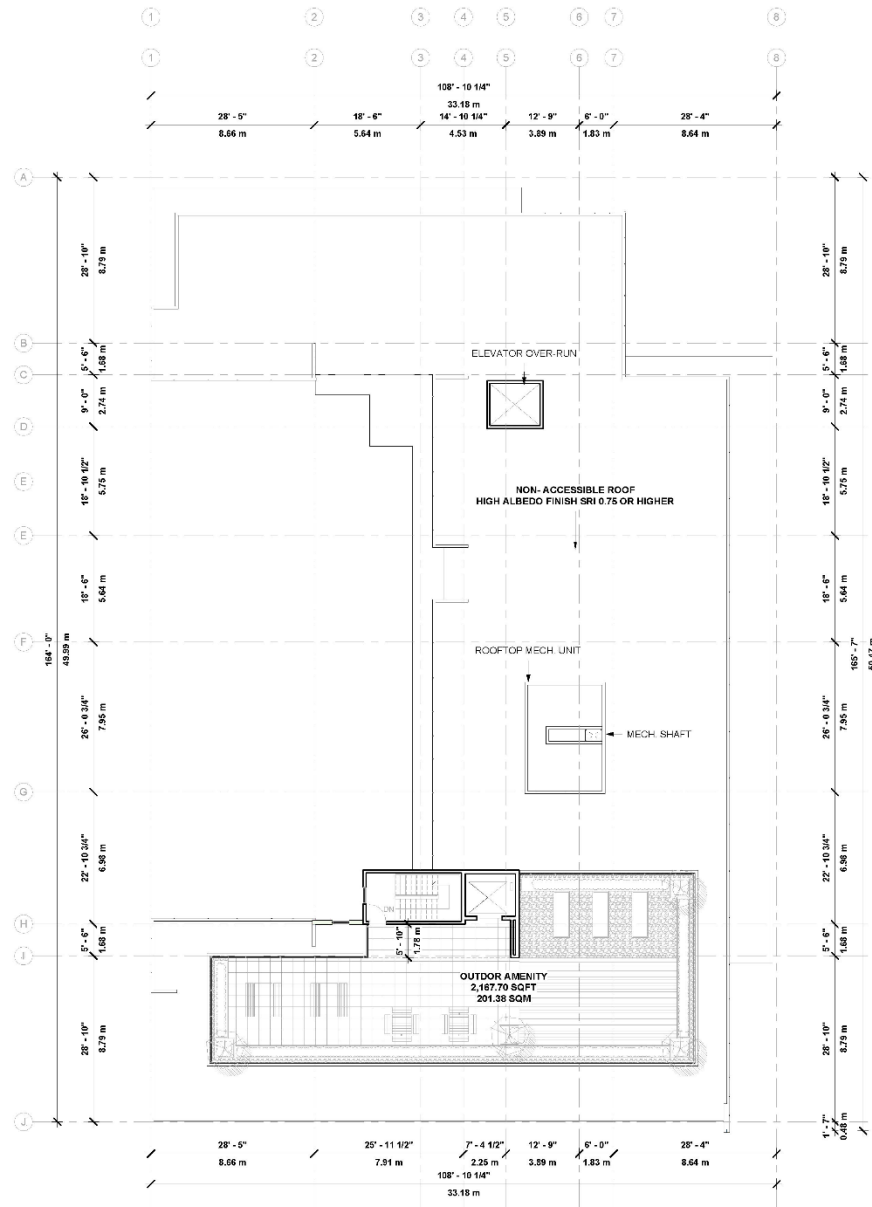 1 2 3 4 5 6 7 8
1 2 3 4 5 6 7 8
108' - 10 1/4"
33.18 m
28' - 5" 18' - 6" 14' - 10 1/4" 12' - 9" 6' - 0" 28' - 4"
8.66 m 5.64 m 4.53 m 3.89 m 1.83 m 8.64 m
A
28' - 10"
8.79 m
28' - 10"
8.79 m
B
5' - 6"
1.68 m
5' - 6"
1.68 m
ELEVATOR OVER-RUN
C
9' - 0"
2.74 m
9' - 0"
2.74 m
D
18' - 10 1/2"
5.75 m
18' - 10 1/2"
5.75 m
E
NON- ACCESSIBLE ROOF
HIGH ALBEDO FINISH SRI 0.75 OR HIGHER
E
18' - 6"
5.64 m
18' - 6"
5.64 m
F
164' - 0"
49.99 m
165' - 7"
50.47 m
ROOFTOP MECH. UNIT
26' - 0 3/4"
7.95 m
26' - 0 3/4"
7.95 m
MECH. SHAFT
G
22' - 10 3/4"
6.98 m
22' - 10 3/4"
6.98 m
DN
H
5' - 6"
1.68 m
5' - 10"
1.78 m
5' - 6"
1.68 m
I
OUTDOR AMENITY
2,167.70 SQFT
201.38 SQM
28' - 10"
8.79 m
28' - 10"
8.79 m
J
1' - 7"
0.48 m
28' - 5" 25' - 11 1/2" 7' - 4 1/2" 12' - 9" 6' - 0" 28' - 4"
8.66 m 7.91 m 2.25 m 3.89 m 1.83 m 8.64 m
108' - 10 1/4"
33.18 m